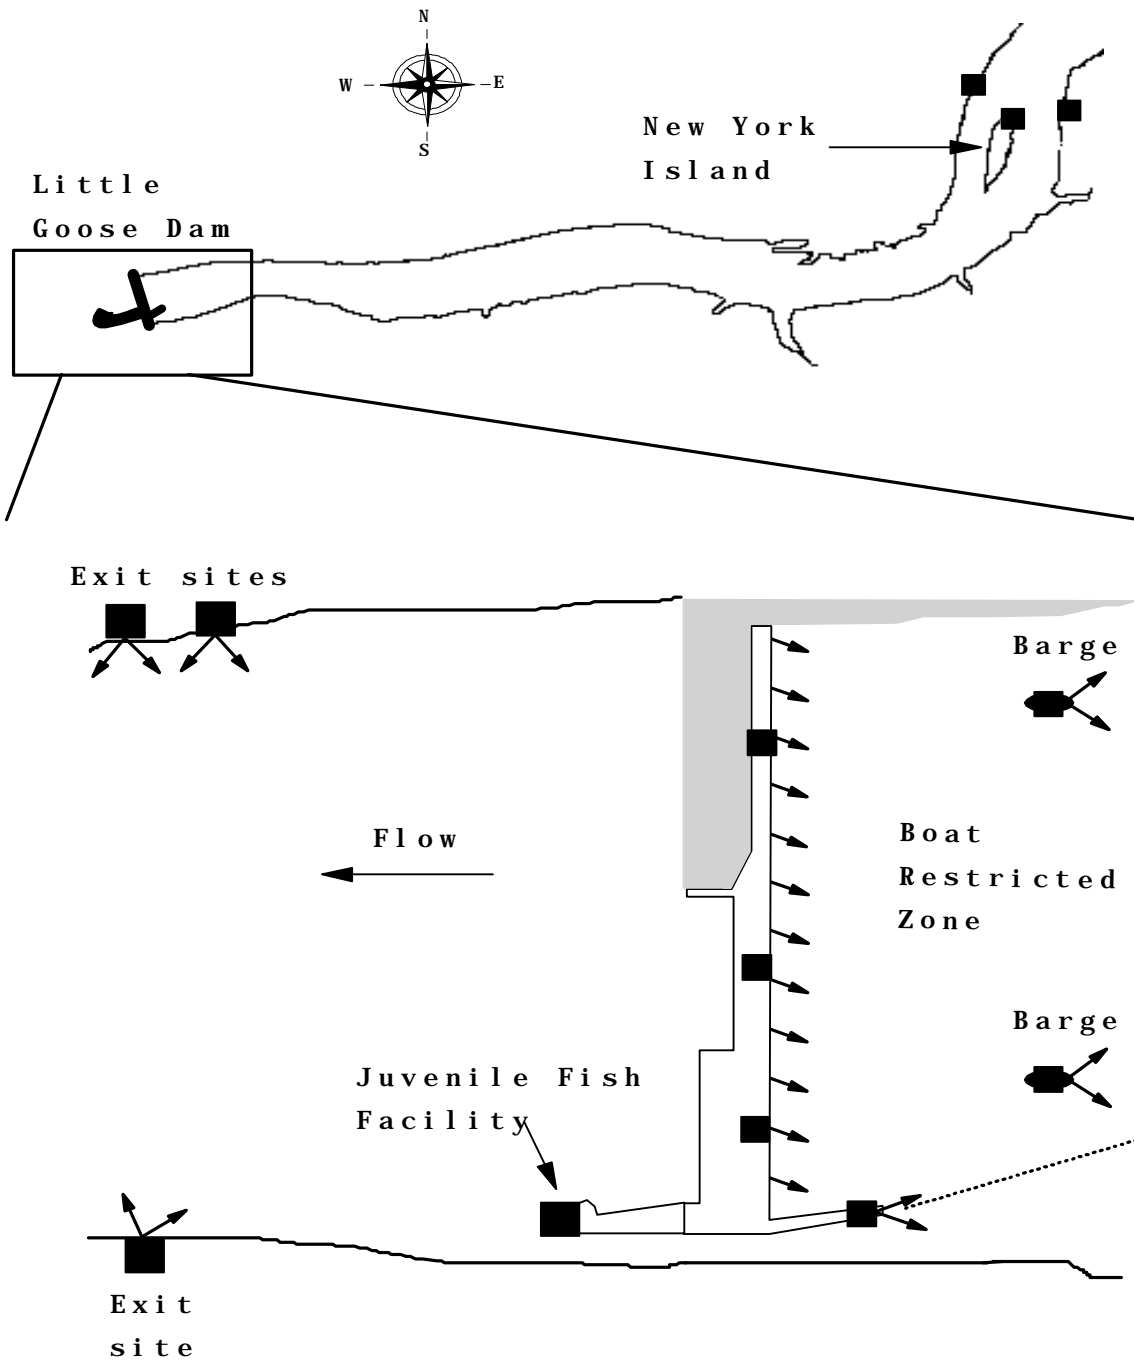 N
W
E
S
New York
Island
Little
Goose Dam
Exit sites
Barge
Flow
Boat
Restricted
Zone
Barge
Juvenile Fish
Facility
Exit
site